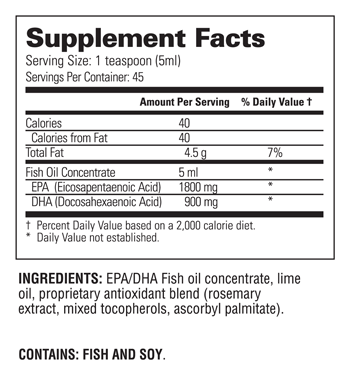 Supplement Facts
Serving Size: 1 teaspoon (5ml)
Servings Per Container: 45
Amount Per Serving % Daily Value †
Calories 40
Calories from Fat 40
Total Fat 4.5 g 7%
Fish Oil Concentrate 5 ml *
EPA (Eicosapentaenoic Acid) 1800 mg *
DHA (Docosahexaenoic Acid) 900 mg *
† Percent Daily Value based on a 2,000 calorie diet.
* Daily Value not established.
INGREDIENTS: EPA/DHA Fish oil concentrate, lime
oil, proprietary antioxidant blend (rosemary
extract, mixed tocopherols, ascorbyl palmitate).
CONTAINS: FISH AND SOY.